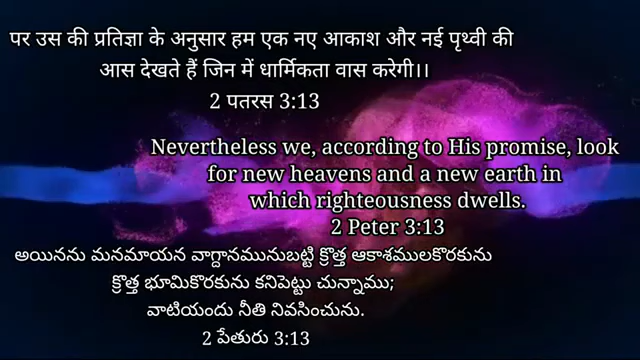 पर उस की प्रतिज्ञा के अनुसार हम एक नए आकाश और नई पृथ्वी की
आस देखते हैं जिन में धार्मिकता वास करेगी।।
2 पतरस 3:13
Nevertheless we, according to His promise, look
for new heavens and a new earth in
which righteousness dwells.
2 Peter 3:13
అయినను మనమాయన వాగ్దానమునుబట్టి క్రొత్త ఆకాశములకొరకును
క్రొత్త భూమికొరకును కనిపెట్టు చున్నాము;
వాటియందు నీతి నివసించును.
2 పేతురు 3:13